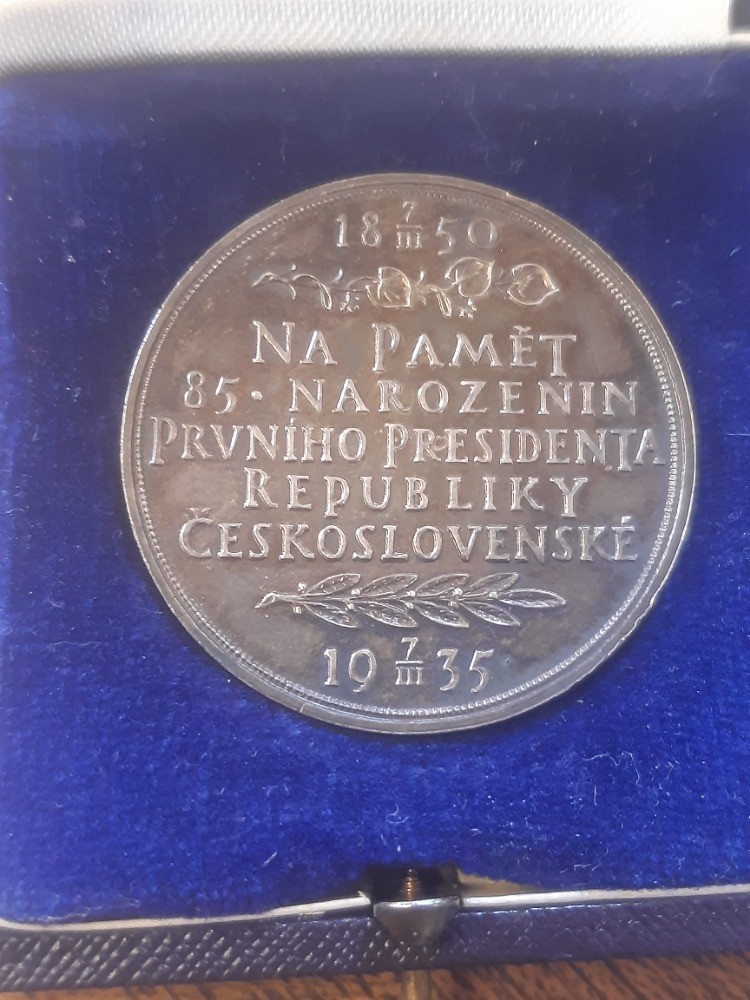 18 7/III 50
NA PAMĚT
85. NAROZENIN
PRVNÍHO PRESIDENTA
REPUBLIKY
ČESKOSLOVENSKÉ
19 7/III 35